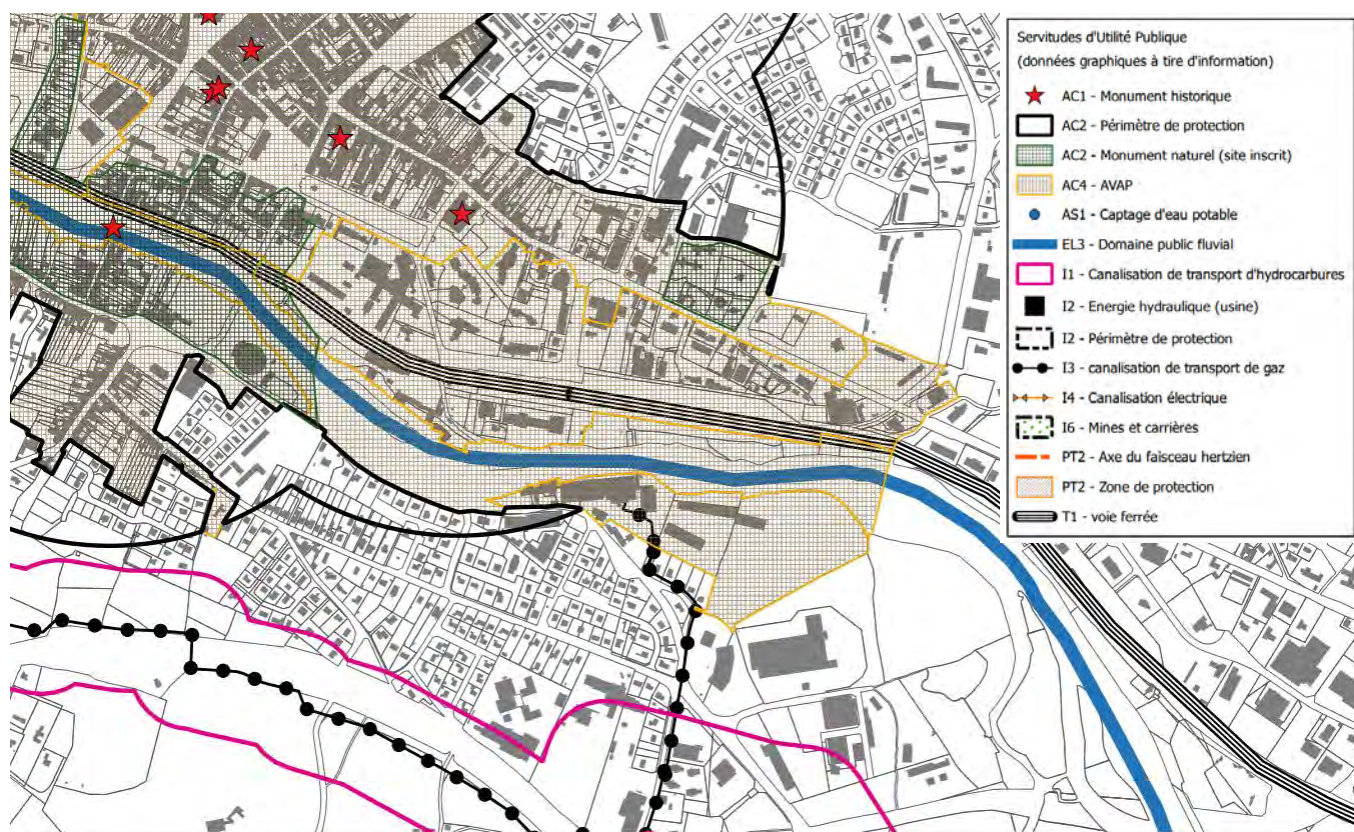 Servitudes d'Utilité Publique
(données graphiques à tire d'information)
AC1 - Monument historique
AC2 - Périmètre de protection
AC2 - Monument naturel (site inscrit)
AC4 - AVAP
AS1 - Captage d'eau potable
EL3 - Domaine public fluvial
I1 - Canalisation de transport d'hydrocarbures
I2 - Energie hydraulique (usine)
I2 - Périmètre de protection
I3 - canalisation de transport de gaz
I4 - Canalisation électrique
I6 - Mines et carrières
PT2 - Axe du faisceau hertzien
PT2 - Zone de protection
T1 - voie ferrée